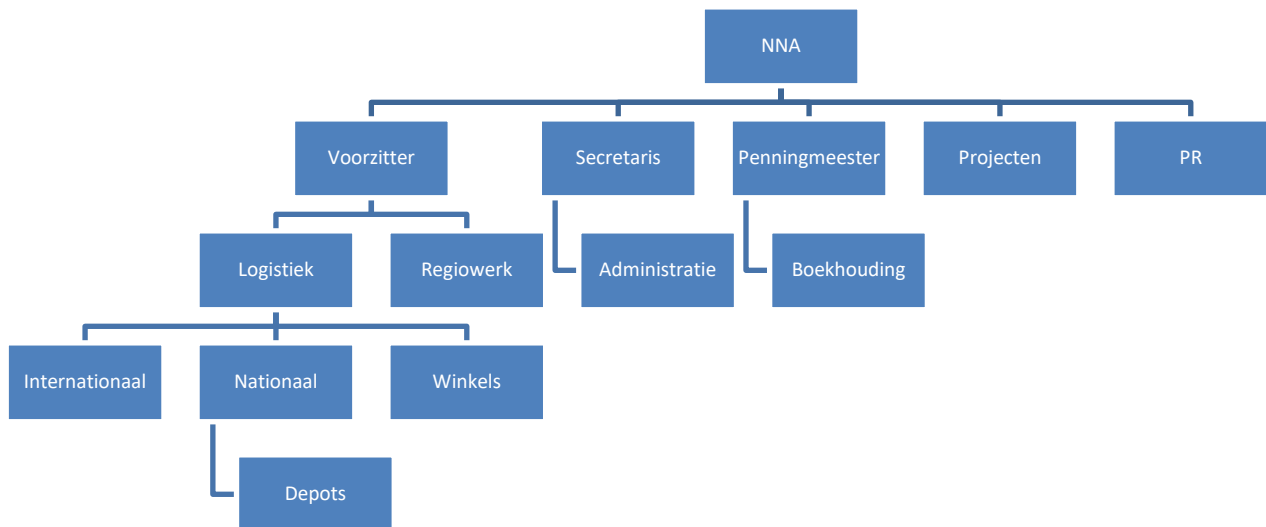 NNA
Voorzitter
Secretaris
Penningmeester
Projecten
PR
Logistiek
Regiowerk
Administratie
Boekhouding
Internationaal
Nationaal
Winkels
Depots